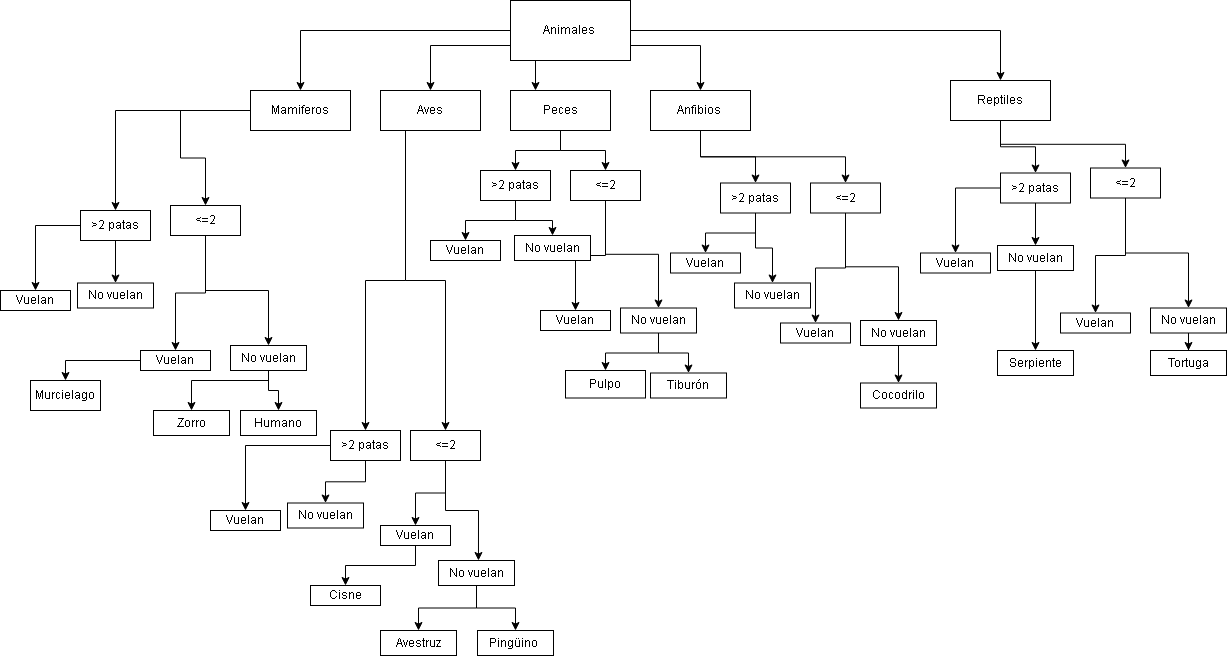 Animales
Mamiferos
Aves
Peces
Anfibios
Reptiles
>2 patas
<=2
>2 patas
<=2
>2 patas
<=2
>2 patas
<=2
Vuelan
No vuelan
Vuelan
No vuelan
Vuelan
No vuelan
Vuelan
No vuelan
Vuelan
No vuelan
Vuelan
No vuelan
Vuelan
No vuelan
Vuelan
No vuelan
Serpiente
Tortuga
Murcielago
Pulpo
Tiburón
Cocodrilo
Zorro
Humano
>2 patas
<=2
Vuelan
No vuelan
Vuelan
No vuelan
Cisne
Avestruz
Pingüino